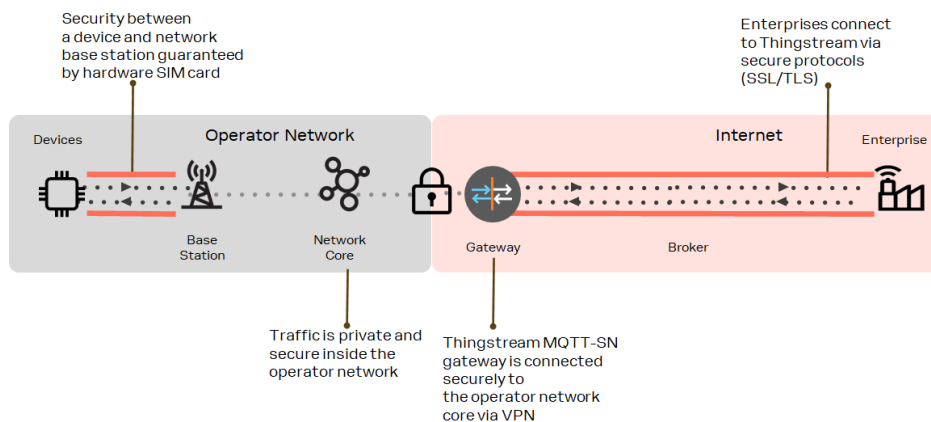 Security between
a device and network
base station guaranteed
by hardware SIM card
Enterprises connect
to Thingstream via
secure protocols
(SSL/TLS)
Devices
Operator Network
Internet
Enterprise
Base
Station
Network
Core
Gateway
Broker
Traffic is private and
secure inside the
operator network
Thingstream MQTT-SN
gateway is connected
securely to
the operator network
core via VPN